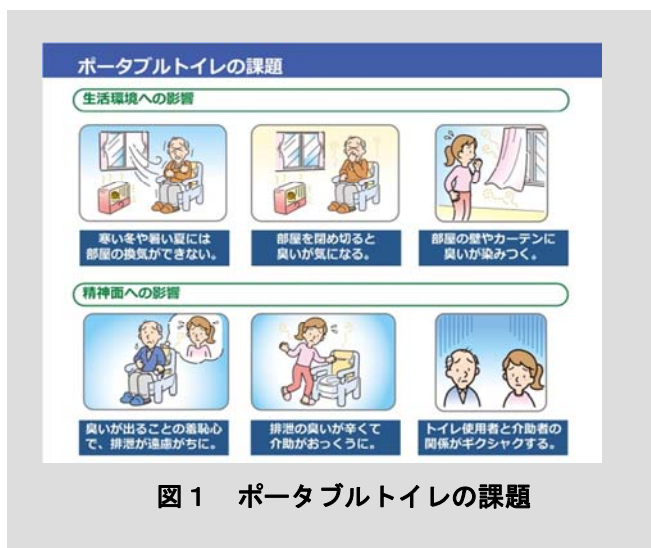 ポータブルトイレの課題
生活環境への影響
寒い冬や暑い夏には
部屋の換気ができない。
部屋を閉め切ると
臭いが気になる。
部屋の壁やカーテンに
臭いが染みつく。
精神面への影響
臭いが出ることの羞恥心
で、排泄が遠慮がちに。
排泄の臭いが辛くて
介助がおっくうに。
トイレ使用者と介助者の
関係がギクシャクする。
図１　ポータブルトイレの課題